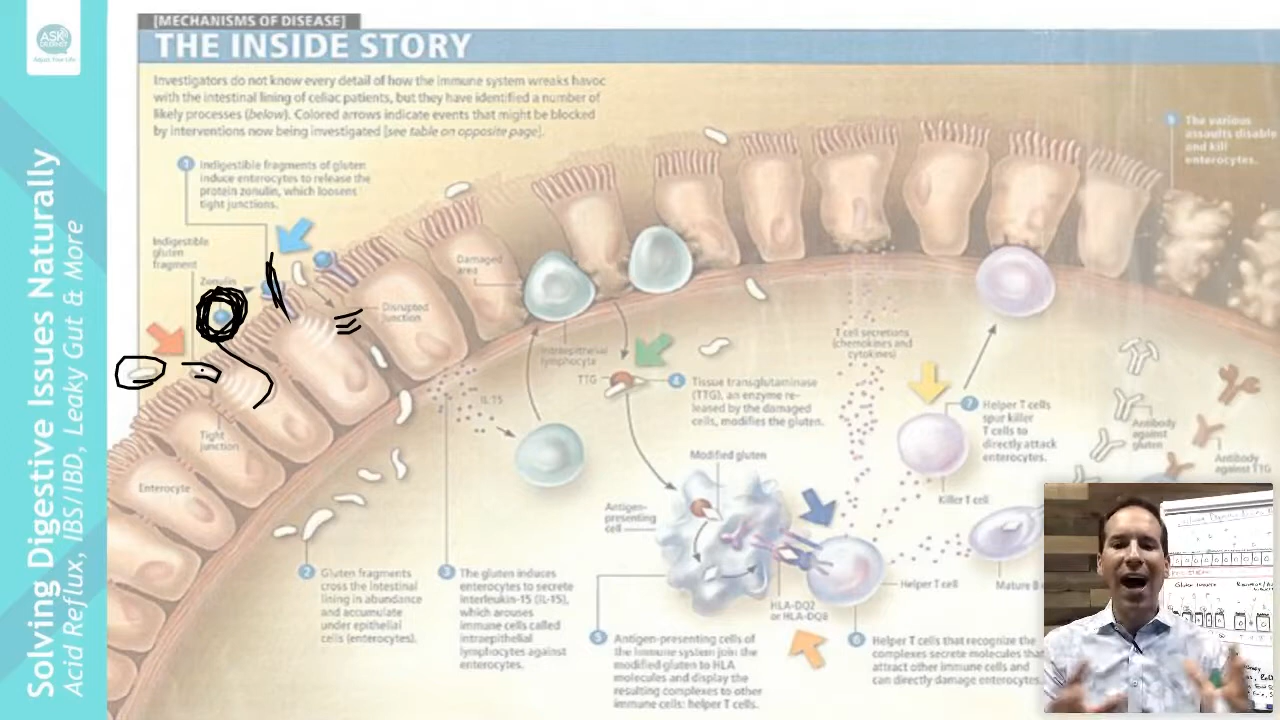 ASK
Solving Digestive Issues Naturally
Acid Reflux, IBS/IBD, Leaky Gut & More
[MECHANISMS OF DISEASE]
THE INSIDE STORY
Investigators do not know every detail of how the immune system wreaks havoc
with the intestinal lining of celiac patients, but they have identified a number of
likely processes (below). Colored arrows indicate events that might be blocked
by interventions now being investigated [see table on opposite page].
1 Indigestible fragments of gluten
induce enterocytes to release the
protein zonulin, which loosens
tight junctions.
Indigestible
gluten
fragment
Zonulin
Tight
junction
Enterocyte
Disrupted
junction
Damaged
area
Intraepithelial
lymphocyte
IL-15
TTG
2 Gluten fragments
cross the intestinal
lining in abundance
and accumulate
under epithelial
cells (enterocytes).
3 The gluten induces
enterocytes to secrete
interleukin-15 (IL-15),
which arouses
immune cells called
intraepithelial
lymphocytes against
enterocytes.
4 Tissue transglutaminase
(TTG), an enzyme re-
leased by the damaged
cells, modifies the gluten.
Modified gluten
Antigen-
presenting
cell
HLA-DQ2
or HLA-DQ8
5 Antigen-presenting cells of
the immune system join the
modified gluten to HLA
molecules and display the
resulting complexes to other
immune cells: helper T cells.
T cell secretions
(chemokines and
cytokines)
Helper T cell
6 Helper T cells that recognize the
complexes secrete molecules that
attract other immune cells and
can directly damage enterocytes.
7 Helper T cells
spur killer
T cells to
directly attack
enterocytes.
Killer T cell
Mature B
Antibody
against
gluten
Antibody
against TTG
The various
assaults disable
and kill
enterocytes.